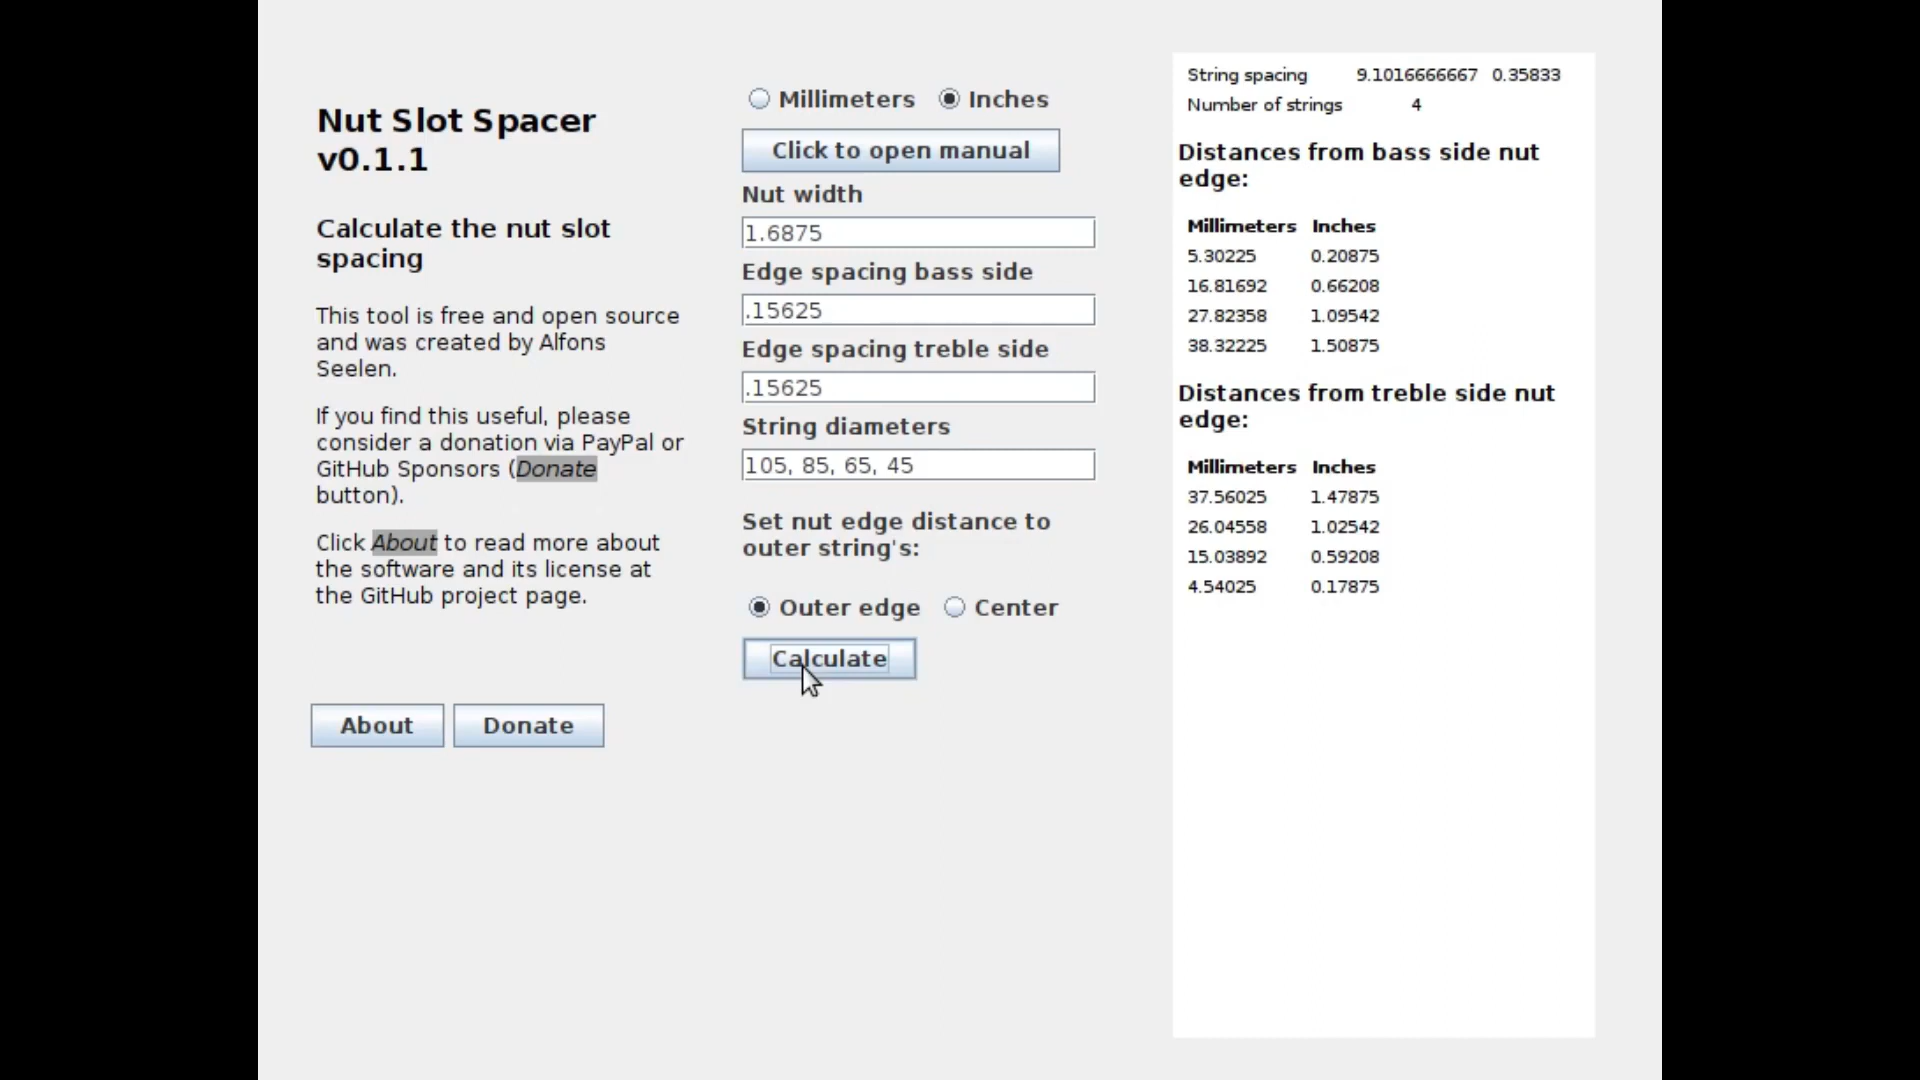 Nut Slot Spacer
v0.1.1
Calculate the nut slot
spacing
This tool is free and open source
and was created by Alfons
Seelen.
If you find this useful, please
consider a donation via PayPal or
GitHub Sponsors (Donate
button).
Click About to read more about
the software and its license at
the GitHub project page.
About Donate
Millimeters Inches
Click to open manual
Nut width
1.6875
Edge spacing bass side
.15625
Edge spacing treble side
.15625
String diameters
105, 85, 65, 45
Set nut edge distance to
outer string's:
Outer edge Center
Calculate
String spacing 9.1016666667 0.35833
Number of strings 4
Distances from bass side nut
edge:
Millimeters Inches
5.30225 0.20875
16.81692 0.66208
27.82358 1.09542
38.32225 1.50875
Distances from treble side nut
edge:
Millimeters Inches
37.56025 1.47875
26.04558 1.02542
15.03892 0.59208
4.54025 0.17875